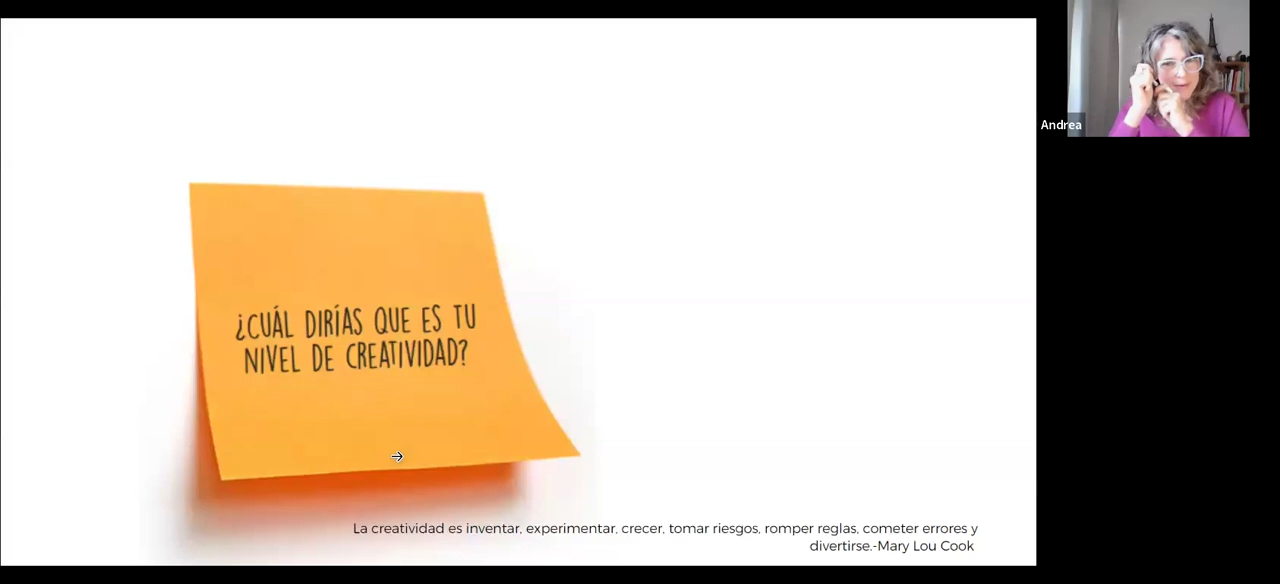 ¿CUÁL DIRÍAS QUE ES TU
NIVEL DE CREATIVIDAD?
La creatividad es inventar, experimentar, crecer, tomar riesgos, romper reglas, cometer errores y
divertirse.-Mary Lou Cook
Andrea